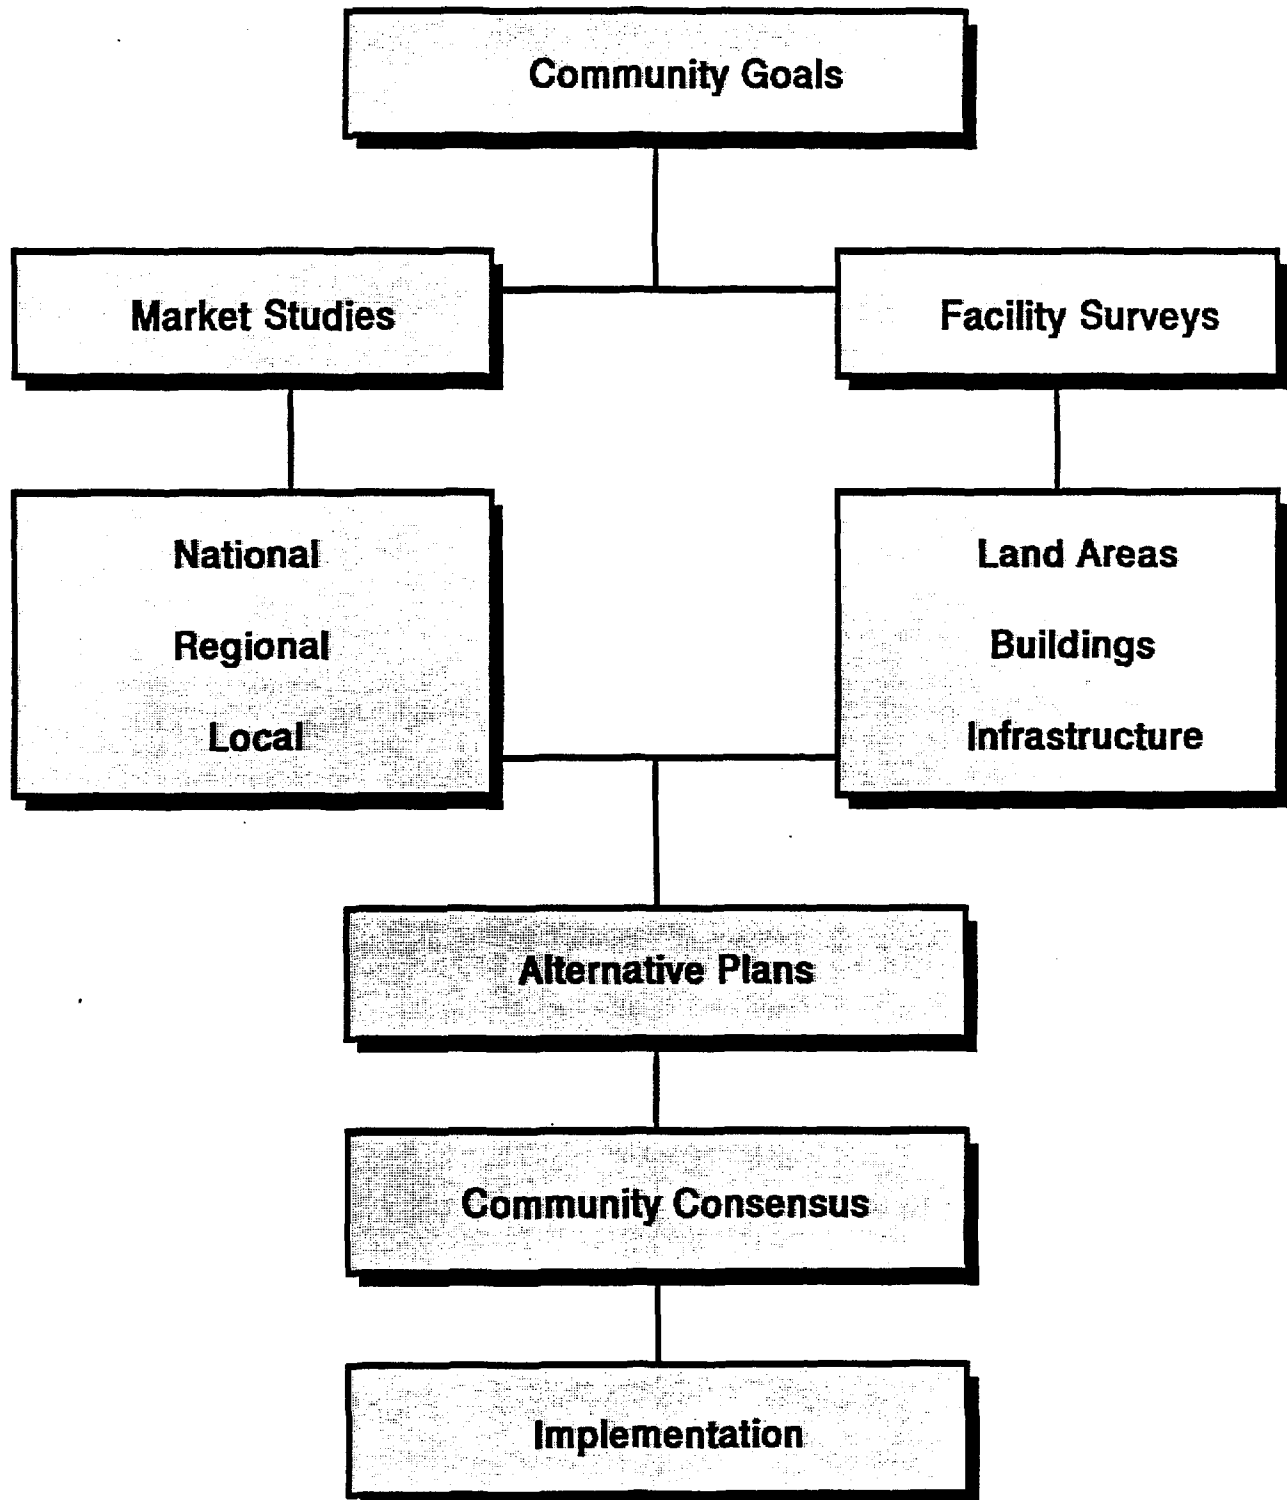 Community Goals
Market Studies
Facility Surveys
National
Regional
Local
Land Areas
Buildings
Infrastructure
Alternative Plans
Community Consensus
Implementation